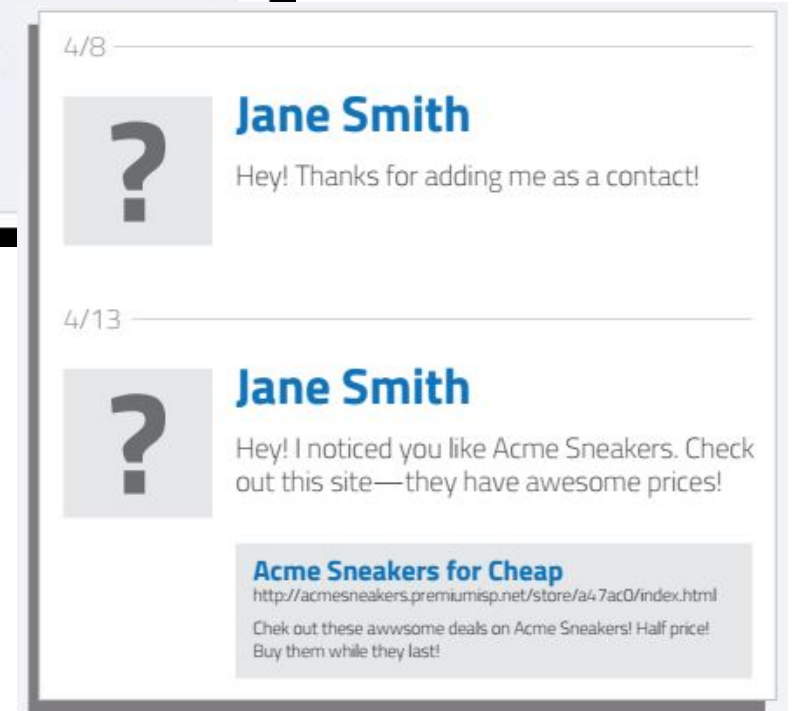 4/8
?
Jane Smith
Hey! Thanks for adding me as a contact!
4/13
?
Jane Smith
Hey! I noticed you like Acme Sneakers. Check
out this site—they have awesome prices!
Acme Sneakers for Cheap
http://acmesneakers.premiumisp.net/store/a47ac0/index.html
Chek out these awwsome deals on Acme Sneakers! Half price!
Buy them while they last!